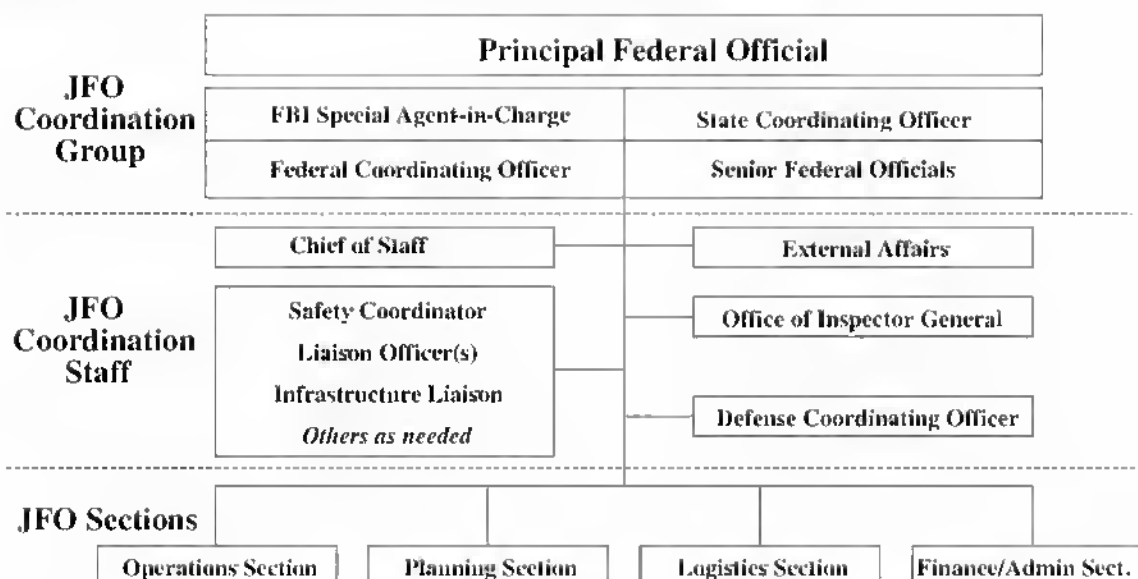 Principal Federal Official
JFO
Coordination
Group
FBI Special Agent-in-Charge
State Coordinating Officer
Federal Coordinating Officer
Senior Federal Officials
Chief of Staff
External Affairs
JFO
Coordination
Staff
Safety Coordinator
Liaison Officer(s)
Infrastructure Liaison
Others as needed
Office of Inspector General
Defense Coordinating Officer
JFO Sections
Operations Section
Planning Section
Logistics Section
Finance/Admin Sect.